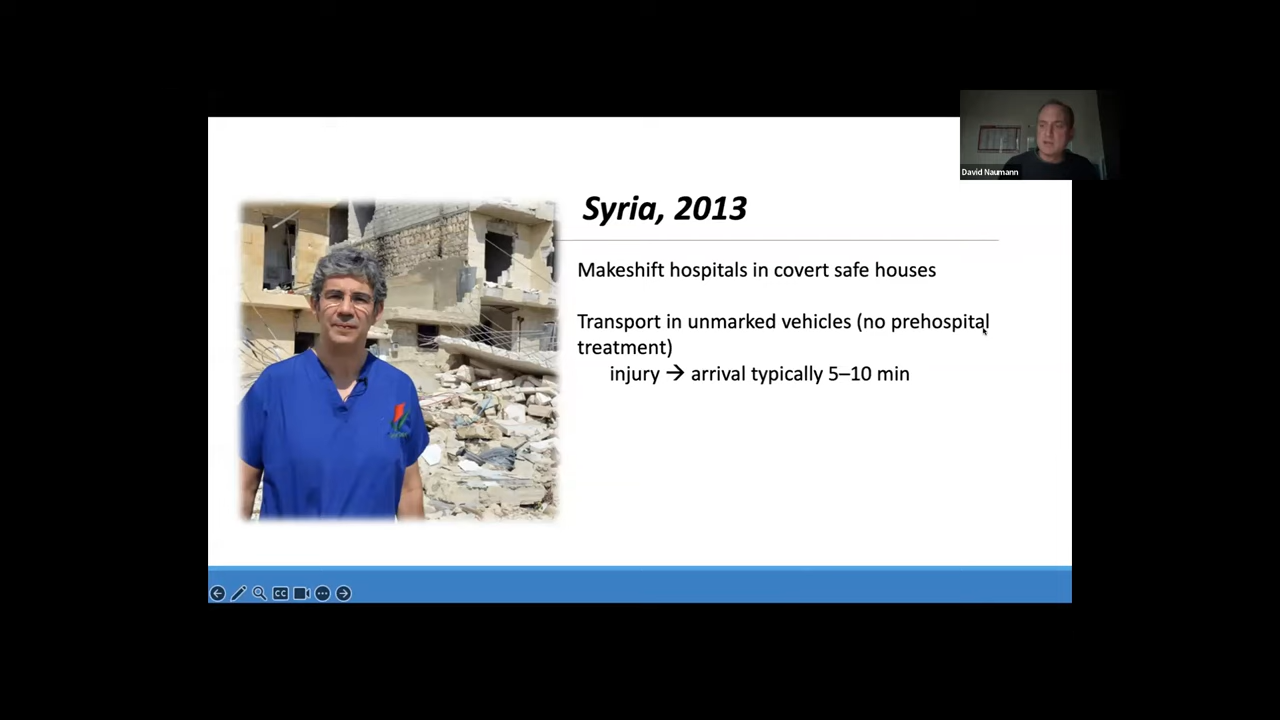 David Naumann
Syria, 2013
Makeshift hospitals in covert safe houses
Transport in unmarked vehicles (no prehospital
treatment)
injury → arrival typically 5–10 min
CC